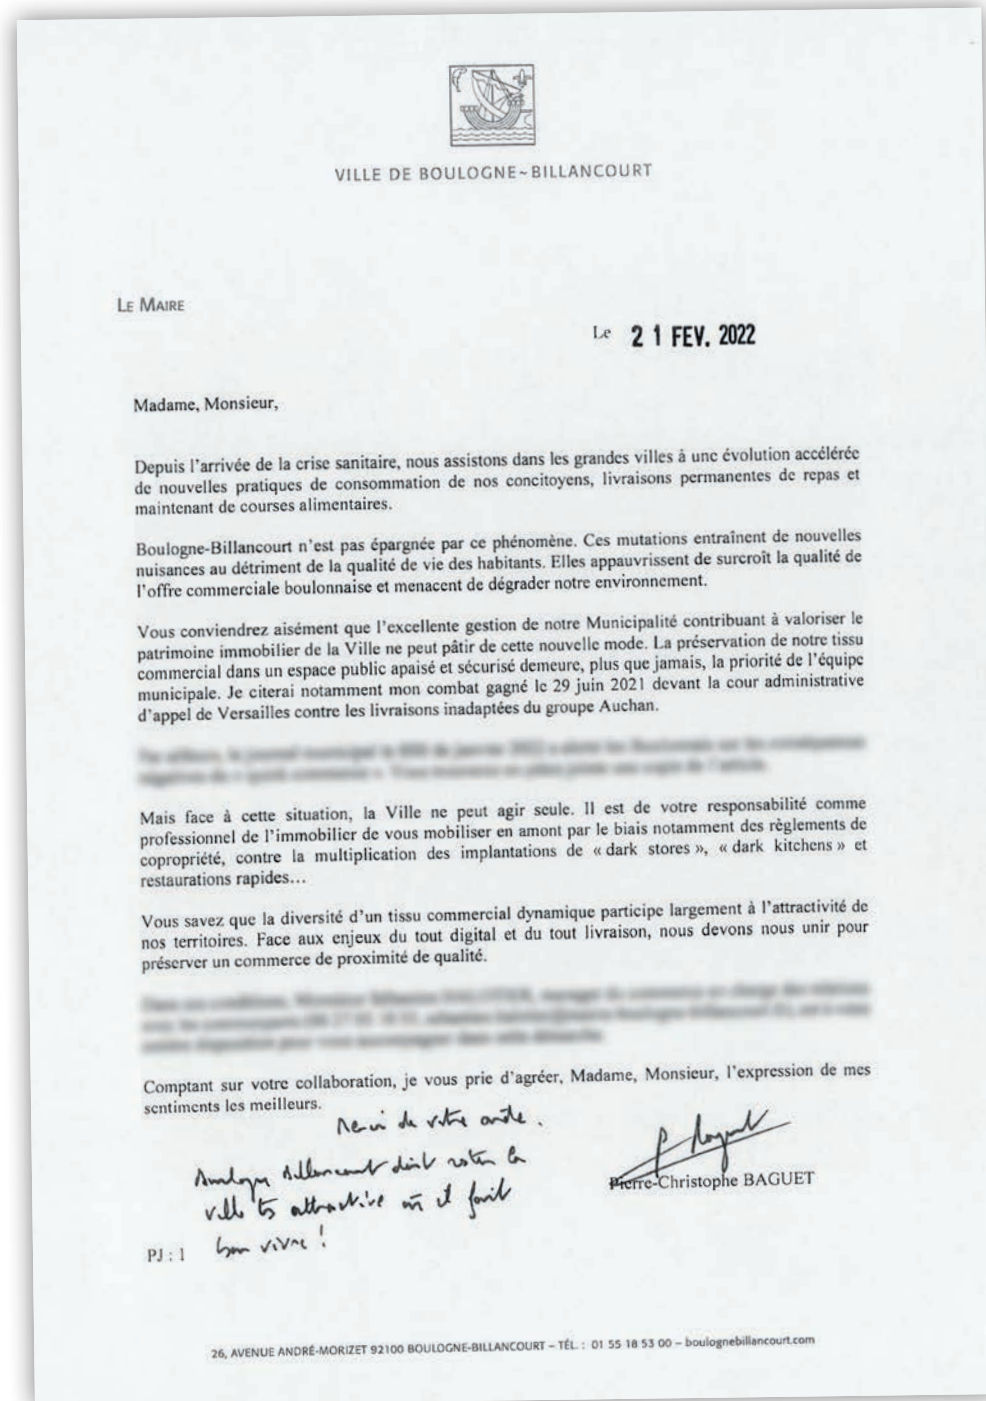 VILLE DE BOULOGNE~BILLANCOURT
LE MAIRE
Le 21 FEV. 2022
Madame, Monsieur,
Depuis l'arrivée de la crise sanitaire, nous assistons dans les grandes villes à une évolution accélérée
de nouvelles pratiques de consommation de nos concitoyens, livraisons permanentes de repas et
maintenant de courses alimentaires.
Boulogne-Billancourt n'est pas épargnée par ce phénomène. Ces mutations entraînent de nouvelles
nuisances au détriment de la qualité de vie des habitants. Elles appauvrissent de surcroît la qualité de
l'offre commerciale boulonnaise et menacent de dégrader notre environnement.
Vous conviendrez aisément que l'excellente gestion de notre Municipalité contribuant à valoriser le
patrimoine immobilier de la Ville ne peut pâtir de cette nouvelle mode. La préservation de notre tissu
commercial dans un espace public apaisé et sécurisé demeure, plus que jamais, la priorité de l'équipe
municipale. Je citerai notamment mon combat gagné le 29 juin 2021 devant la cour administrative
d'appel de Versailles contre les livraisons inadaptées du groupe Auchan.
Mais face à cette situation, la Ville ne peut agir seule. Il est de votre responsabilité comme
professionnel de l'immobilier de vous mobiliser en amont par le biais notamment des règlements de
copropriété, contre la multiplication des implantations de « dark stores », « dark kitchens » et
restaurations rapides…
Vous savez que la diversité d'un tissu commercial dynamique participe largement à l'attractivité de
nos territoires. Face aux enjeux du tout digital et du tout livraison, nous devons nous unir pour
préserver un commerce de proximité de qualité.
Comptant sur votre collaboration, je vous prie d'agréer, Madame, Monsieur, l'expression de mes
sentiments les meilleurs.
Merci de votre aide.
Boulogne Billancourt doit rester la
ville très attractive où il fait
bon vivre !
Pierre-Christophe BAGUET
PJ : 1
26, AVENUE ANDRÉ-MORIZET 92100 BOULOGNE-BILLANCOURT – TÉL. : 01 55 18 53 00 – boulognebillancourt.com